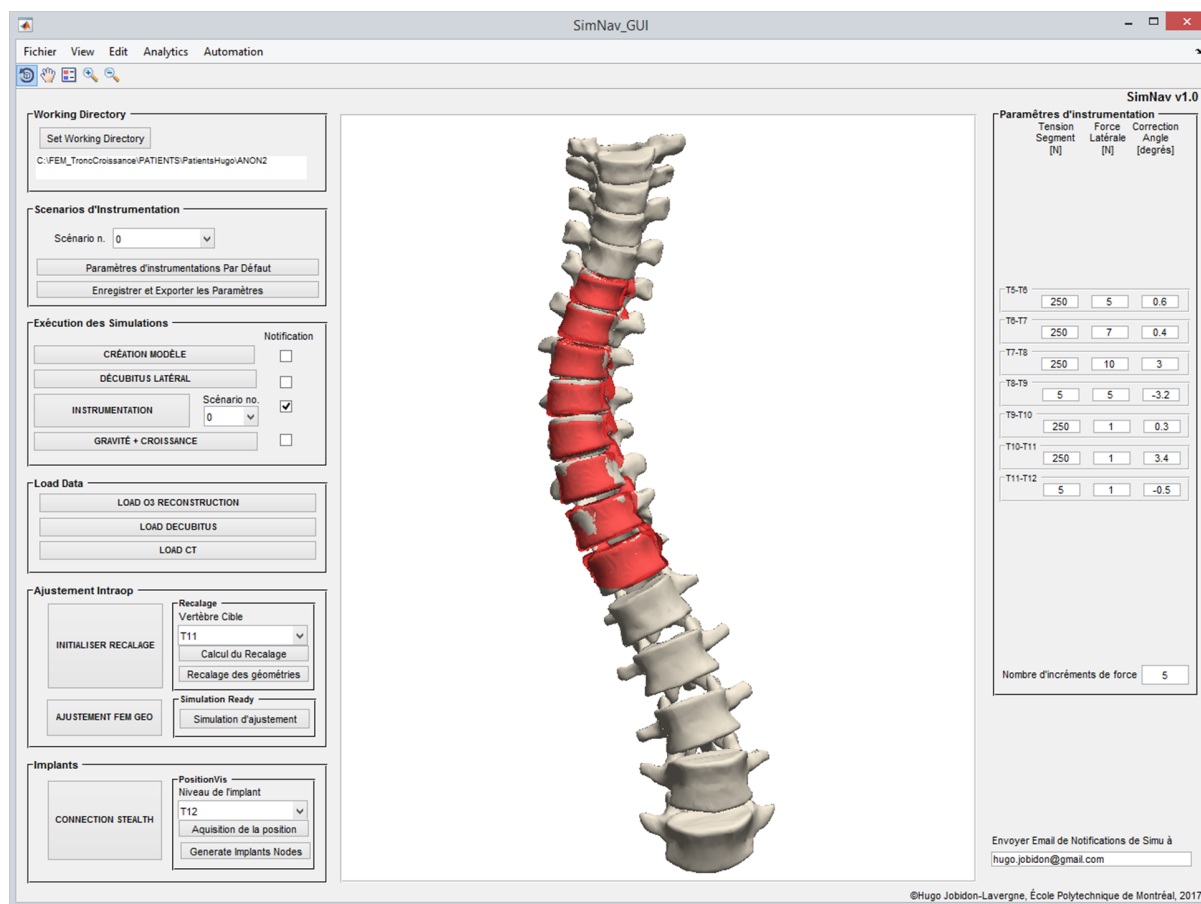 SimNav_GUI
Fichier View Edit Analytics Automation
SimNav v1.0
Working Directory
Set Working Directory
C:\FEM_TroncCroissance\PATIENTS\PatientsHugo\ANON2
Scenarios d'Instrumentation
Scénario n. 0
Paramètres d'instrumentations Par Défaut
Enregistrer et Exporter les Paramètres
Exécution des Simulations
Notification
CRÉATION MODÈLE
DÉCUBITUS LATÉRAL
INSTRUMENTATION
Scénario no.
0
GRAVITÉ + CROISSANCE
Load Data
LOAD O3 RECONSTRUCTION
LOAD DECUBITUS
LOAD CT
Ajustement Intraop
INITIALISER RECALAGE
Recalage
Vertèbre Cible
T11
Calcul du Recalage
Recalage des géométries
AJUSTEMENT FEM GEO
Simulation Ready
Simulation d'ajustement
Implants
CONNECTION STEALTH
PositionVis
Niveau de l'implant
T12
Aquisition de la position
Generate Implants Nodes
Paramêtres d'instrumentation
Tension Force Correction
Segment Latérale Angle
[N] [N] [degrés]
T5-T6
250 5 0.6
T6-T7
250 7 0.4
T7-T8
250 10 3
T8-T9
5 5 -3.2
T9-T10
250 1 0.3
T10-T11
250 1 3.4
T11-T12
5 1 -0.5
Nombre d'incréments de force 5
Envoyer Email de Notifications de Simu à
hugo.jobidon@gmail.com
©Hugo Jobidon-Lavergne, École Polytechnique de Montréal, 2017